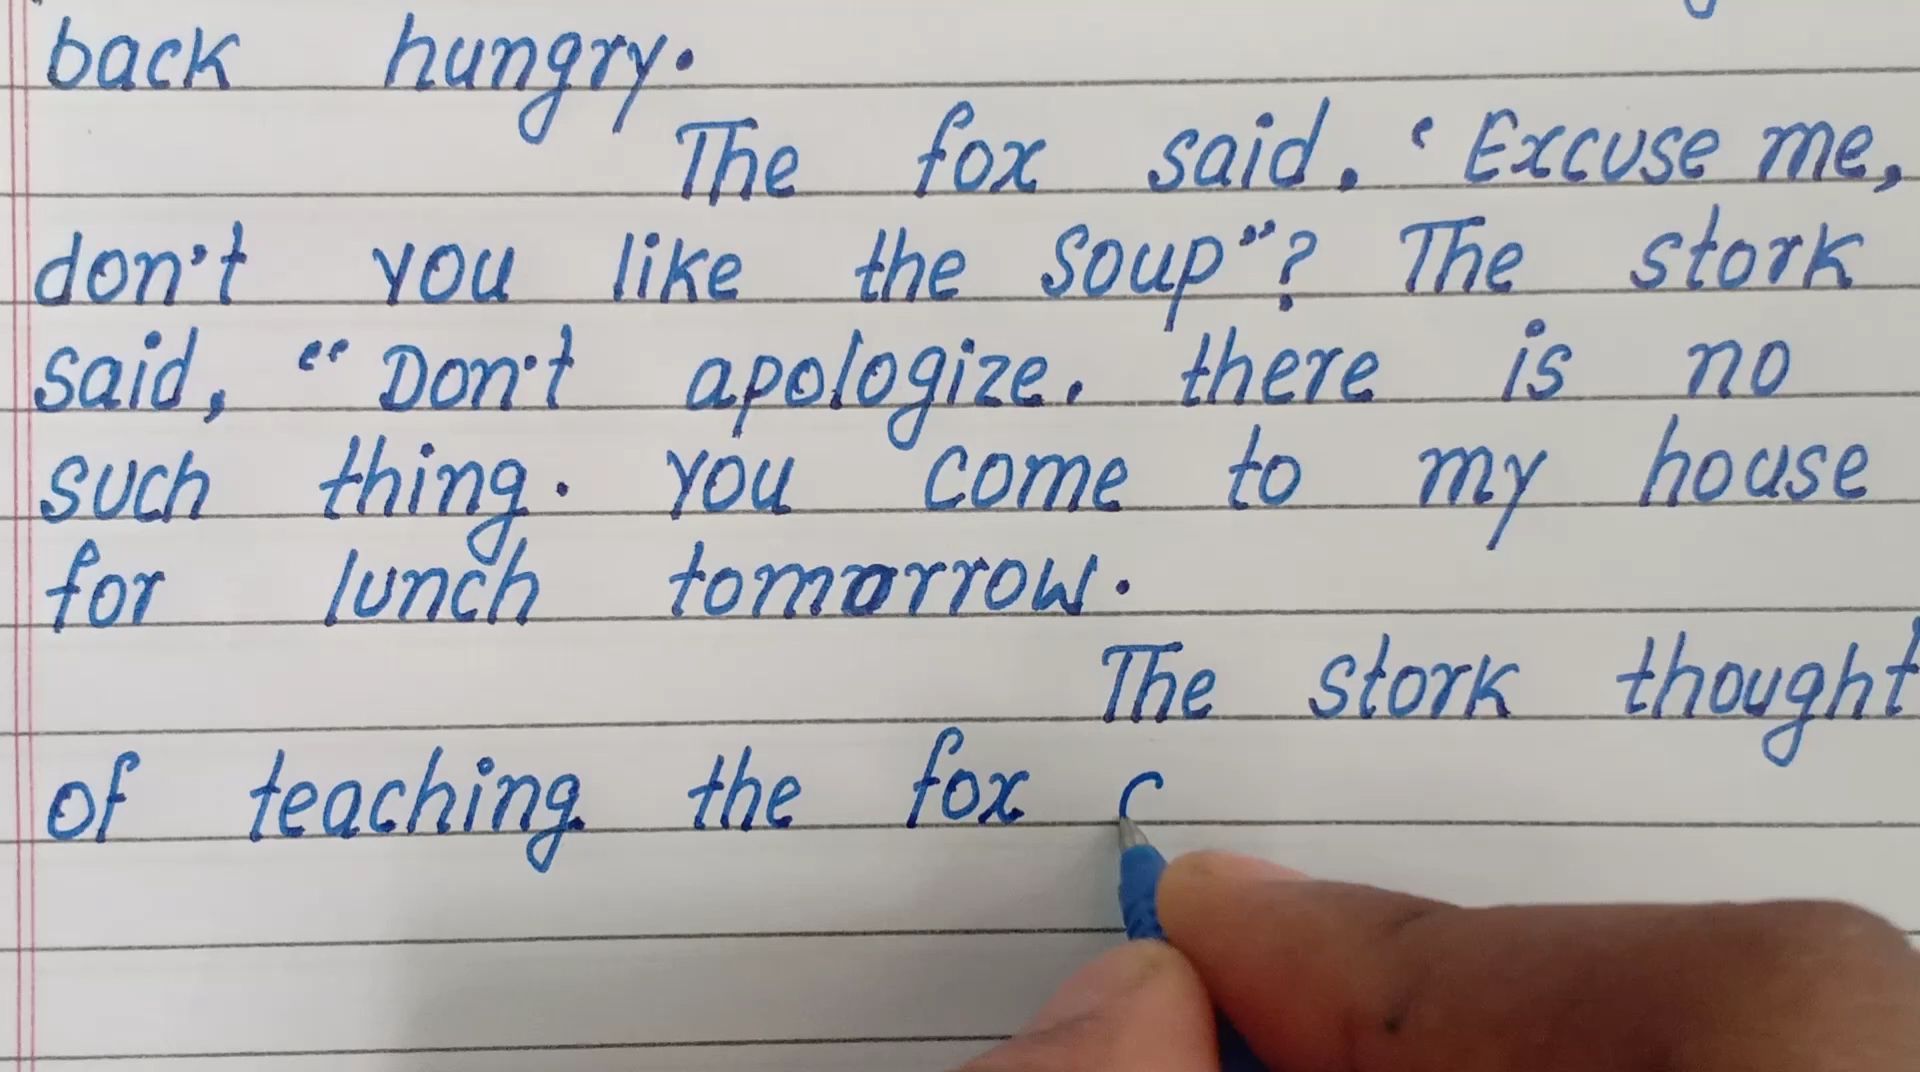 back hungry.
The fox said, ‘Excuse me,
don't you like the soup”? The stork
said, “Don't apologize. there is no
such thing. You come to my house
for lunch tomorrow.
The stork thought
of teaching the fox